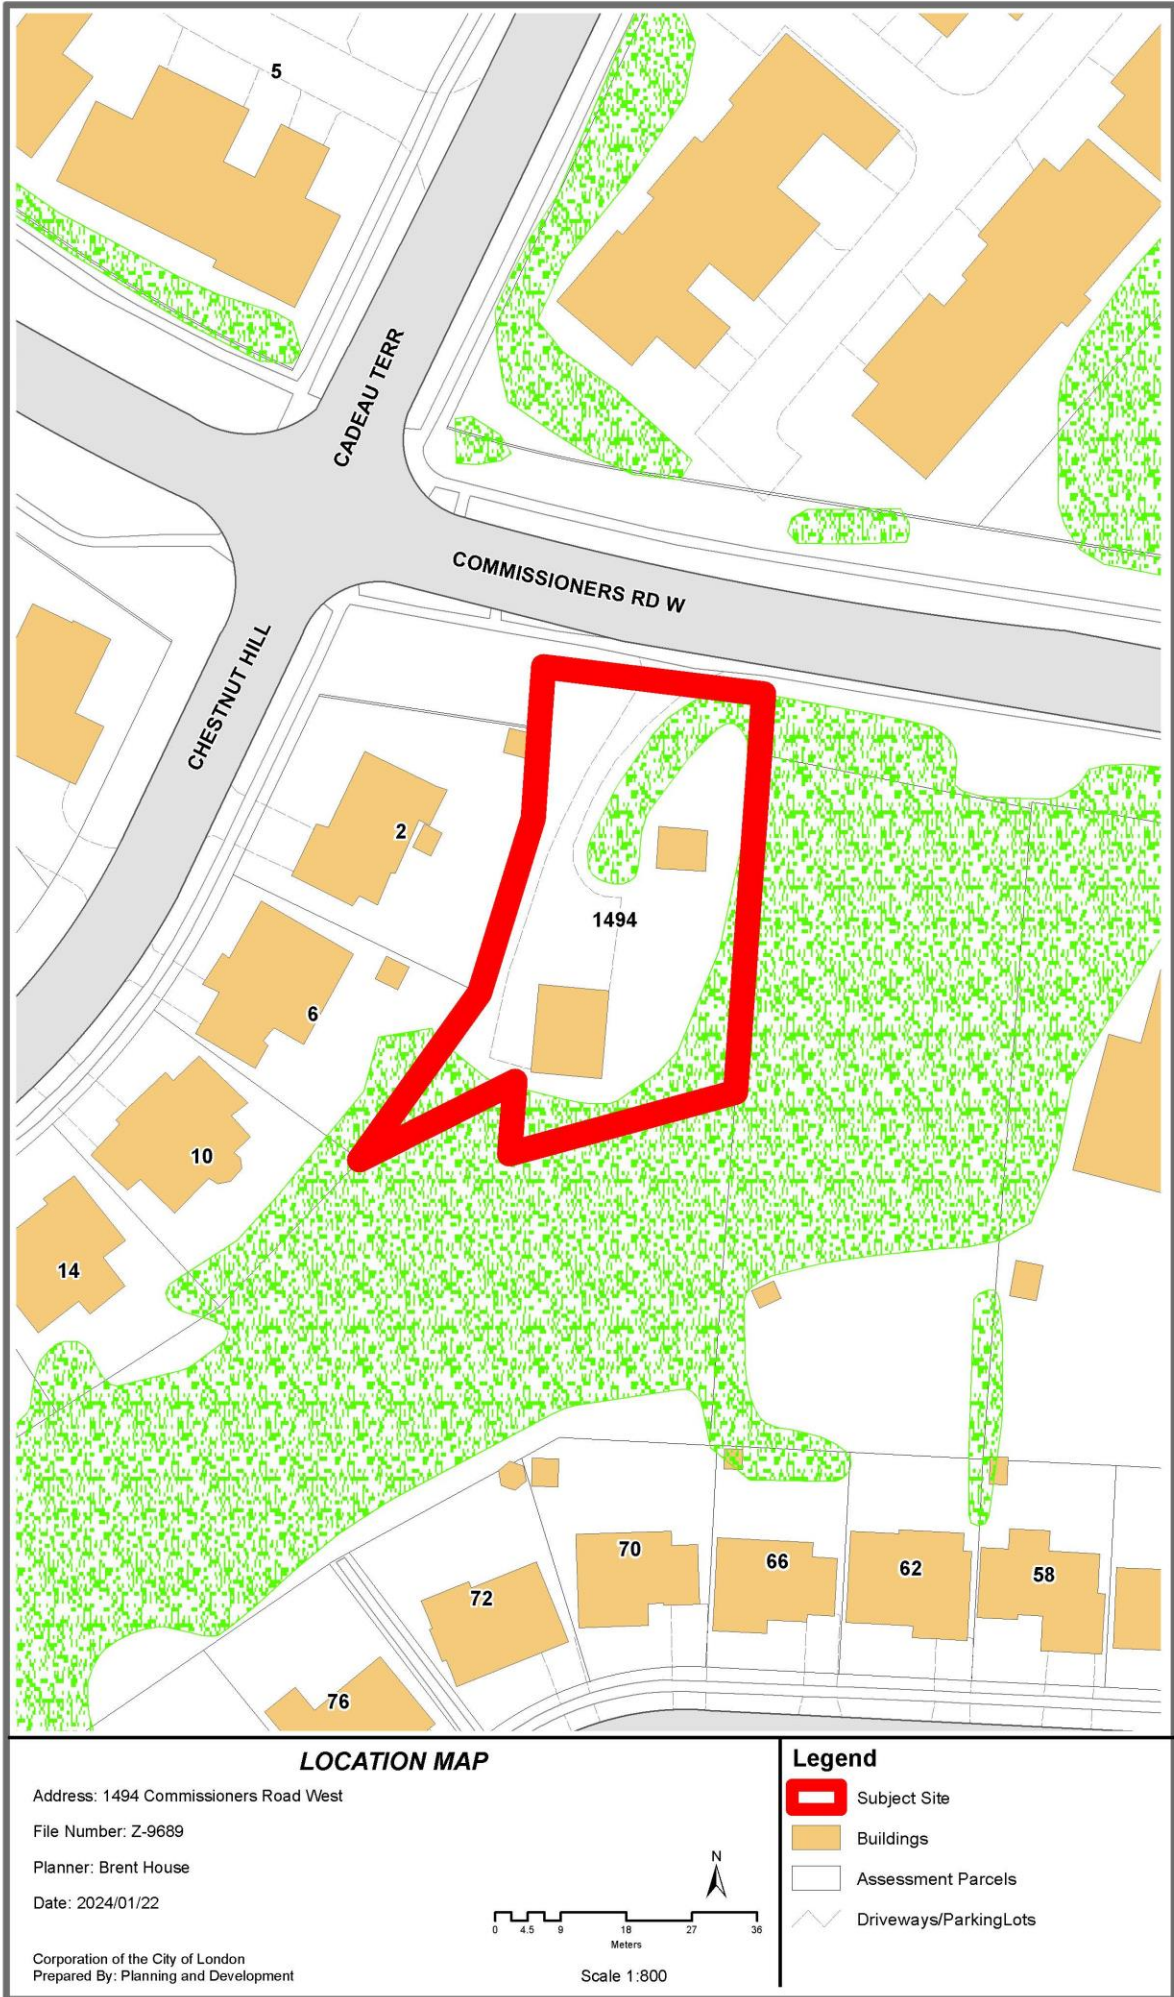 5
CADEAU TERR
COMMISSIONERS RD W
CHESTNUT HILL
2
1494
6
10
14
70
66
62
58
72
76
LOCATION MAP
Address: 1494 Commissioners Road West
File Number: Z-9689
Planner: Brent House
Date: 2024/01/22
Corporation of the City of London
Prepared By: Planning and Development
N
0 4.5 9 18 27 36
Meters
Scale 1:800
Legend
Subject Site
Buildings
Assessment Parcels
Driveways/ParkingLots